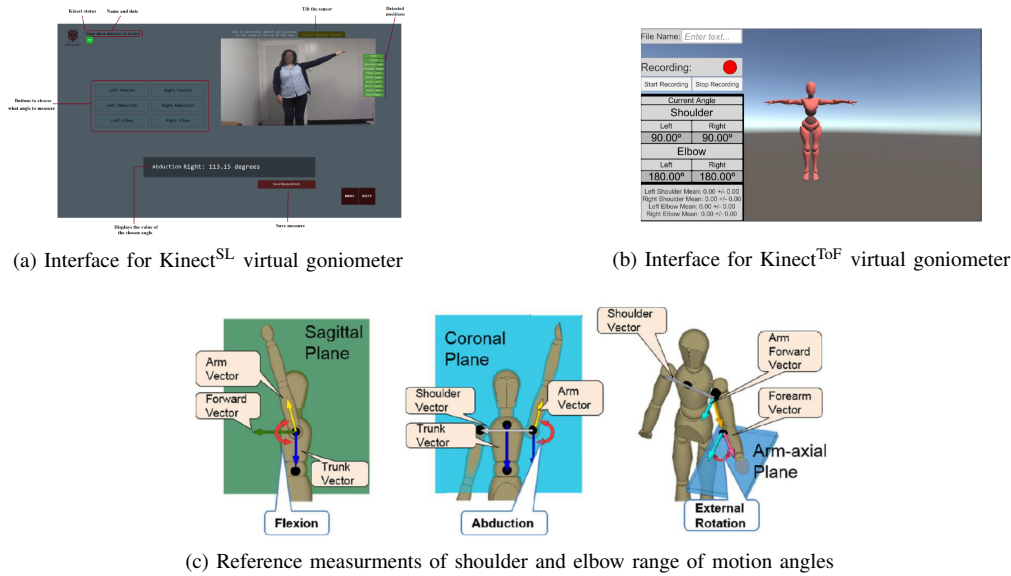 Kinect status
Name and date
Tilt the sensor
Detected
positions
Buttons to choose
what angle to measure
Left Flexion
Right Flexion
Left Abduction
Right Abduction
Left Elbow
Right Elbow
Abduction Right: 113.15 degrees
Save Measurement
Displays the value of
the chosen angle
Save measure
(a) Interface for Kinect^SL virtual goniometer
File Name: Enter text...
Recording:
Start Recording
Stop Recording
Current Angle
Shoulder
Left
Right
90.00º
90.00º
Elbow
Left
Right
180.00º
180.00º
Left Shoulder Mean: 0.00 +/- 0.00
Right Shoulder Mean: 0.00 +/- 0.00
Left Elbow Mean: 0.00 +/- 0.00
Right Elbow Mean: 0.00 +/- 0.00
(b) Interface for Kinect^ToF virtual goniometer
Sagittal
Plane
Arm
Vector
Forward
Vector
Trunk
Vector
Flexion
Coronal
Plane
Shoulder
Vector
Trunk
Vector
Arm
Vector
Abduction
Shoulder
Vector
Arm
Forward
Vector
Forearm
Vector
Arm-axial
Plane
External
Rotation
(c) Reference measurments of shoulder and elbow range of motion angles